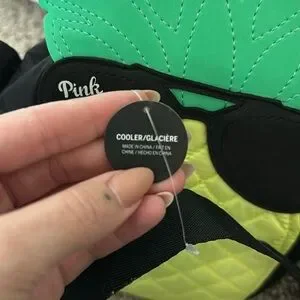 Pink
COOLER/GLACIÈRE
MADE IN CHINA / FAIT EN
CHINE / HECHO EN CHINA